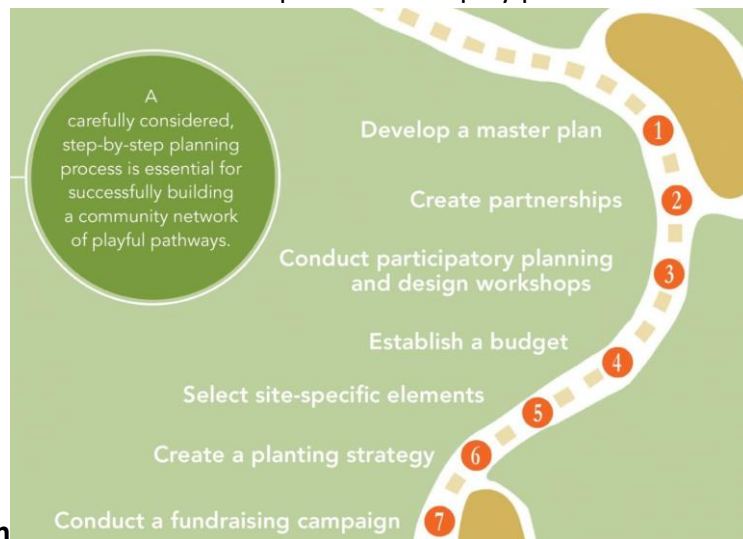 A
carefully considered,
step-by-step planning
process is essential for
successfully building
a community network
of playful pathways.
Develop a master plan
1
Create partnerships
2
Conduct participatory planning
and design workshops
3
Establish a budget
4
Select site-specific elements
5
Create a planting strategy
6
Conduct a fundraising campaign
7